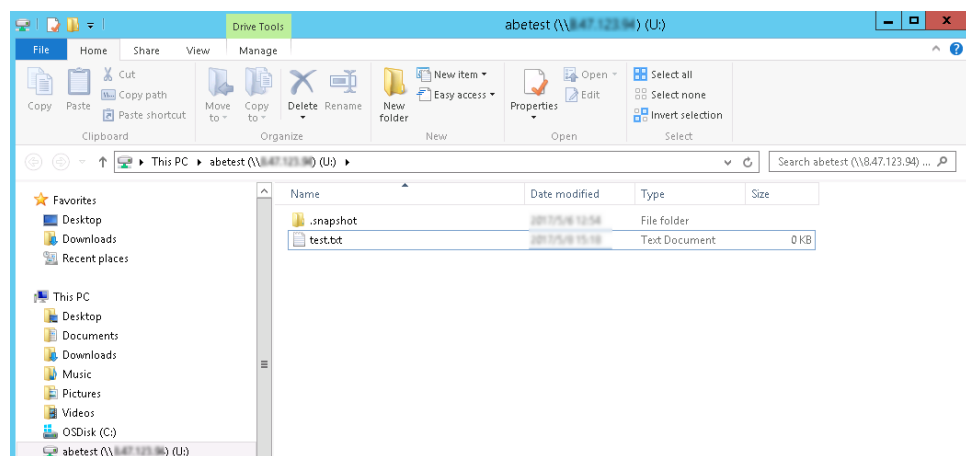 Drive Tools
abetest (\\ ) (U:)
File Home Share View Manage
Copy
Paste
Cut
Copy path
Paste shortcut
Clipboard
Move to
Copy to
Delete
Rename
Organize
New folder
New item
Easy access
New
Properties
Open
Edit
Open
Select all
Select none
Invert selection
Select
This PC abetest (\\ ) (U:)
Search abetest (\\8.47.123.94) ...
Name Date modified Type Size
.snapshot File folder
test.txt Text Document 0 KB
Favorites
Desktop
Downloads
Recent places
This PC
Desktop
Documents
Downloads
Music
Pictures
Videos
OSDisk (C:)
abetest (\\ ) (U:)